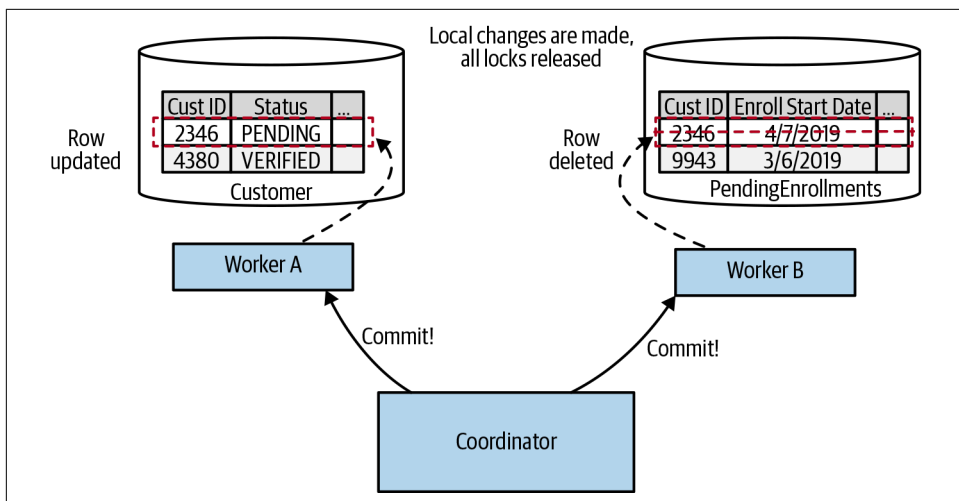 Local changes are made,
all locks released
Cust ID Status ...
2346 PENDING
4380 VERIFIED
Customer
Row
updated
Cust ID Enroll Start Date ...
2346 4/7/2019
9943 3/6/2019
PendingEnrollments
Row
deleted
Worker A
Worker B
Commit!
Commit!
Coordinator